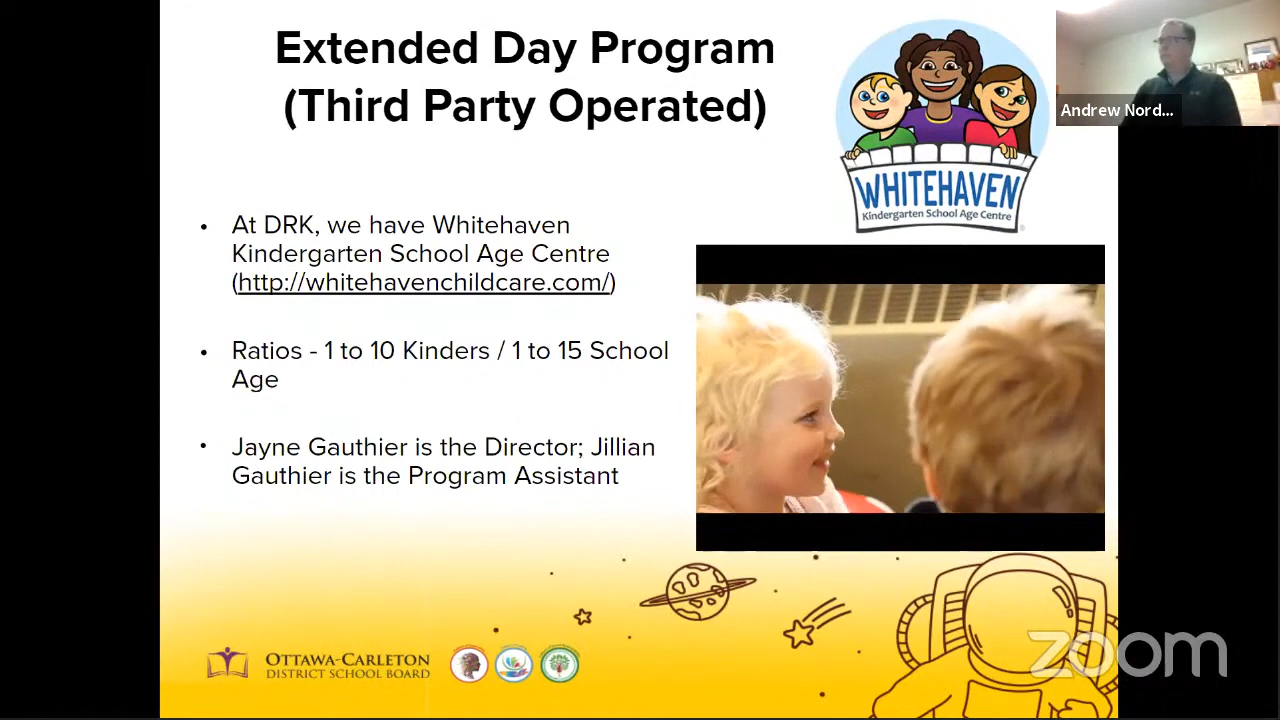 Extended Day Program
(Third Party Operated)
WHITEHAVEN
Kindergarten School Age Centre
Andrew Nord...
• At DRK, we have Whitehaven
Kindergarten School Age Centre
(http://whitehavenchildcare.com/)
• Ratios - 1 to 10 Kinders / 1 to 15 School
Age
• Jayne Gauthier is the Director; Jillian
Gauthier is the Program Assistant
OTTAWA-CARLETON
DISTRICT SCHOOL BOARD
zoom